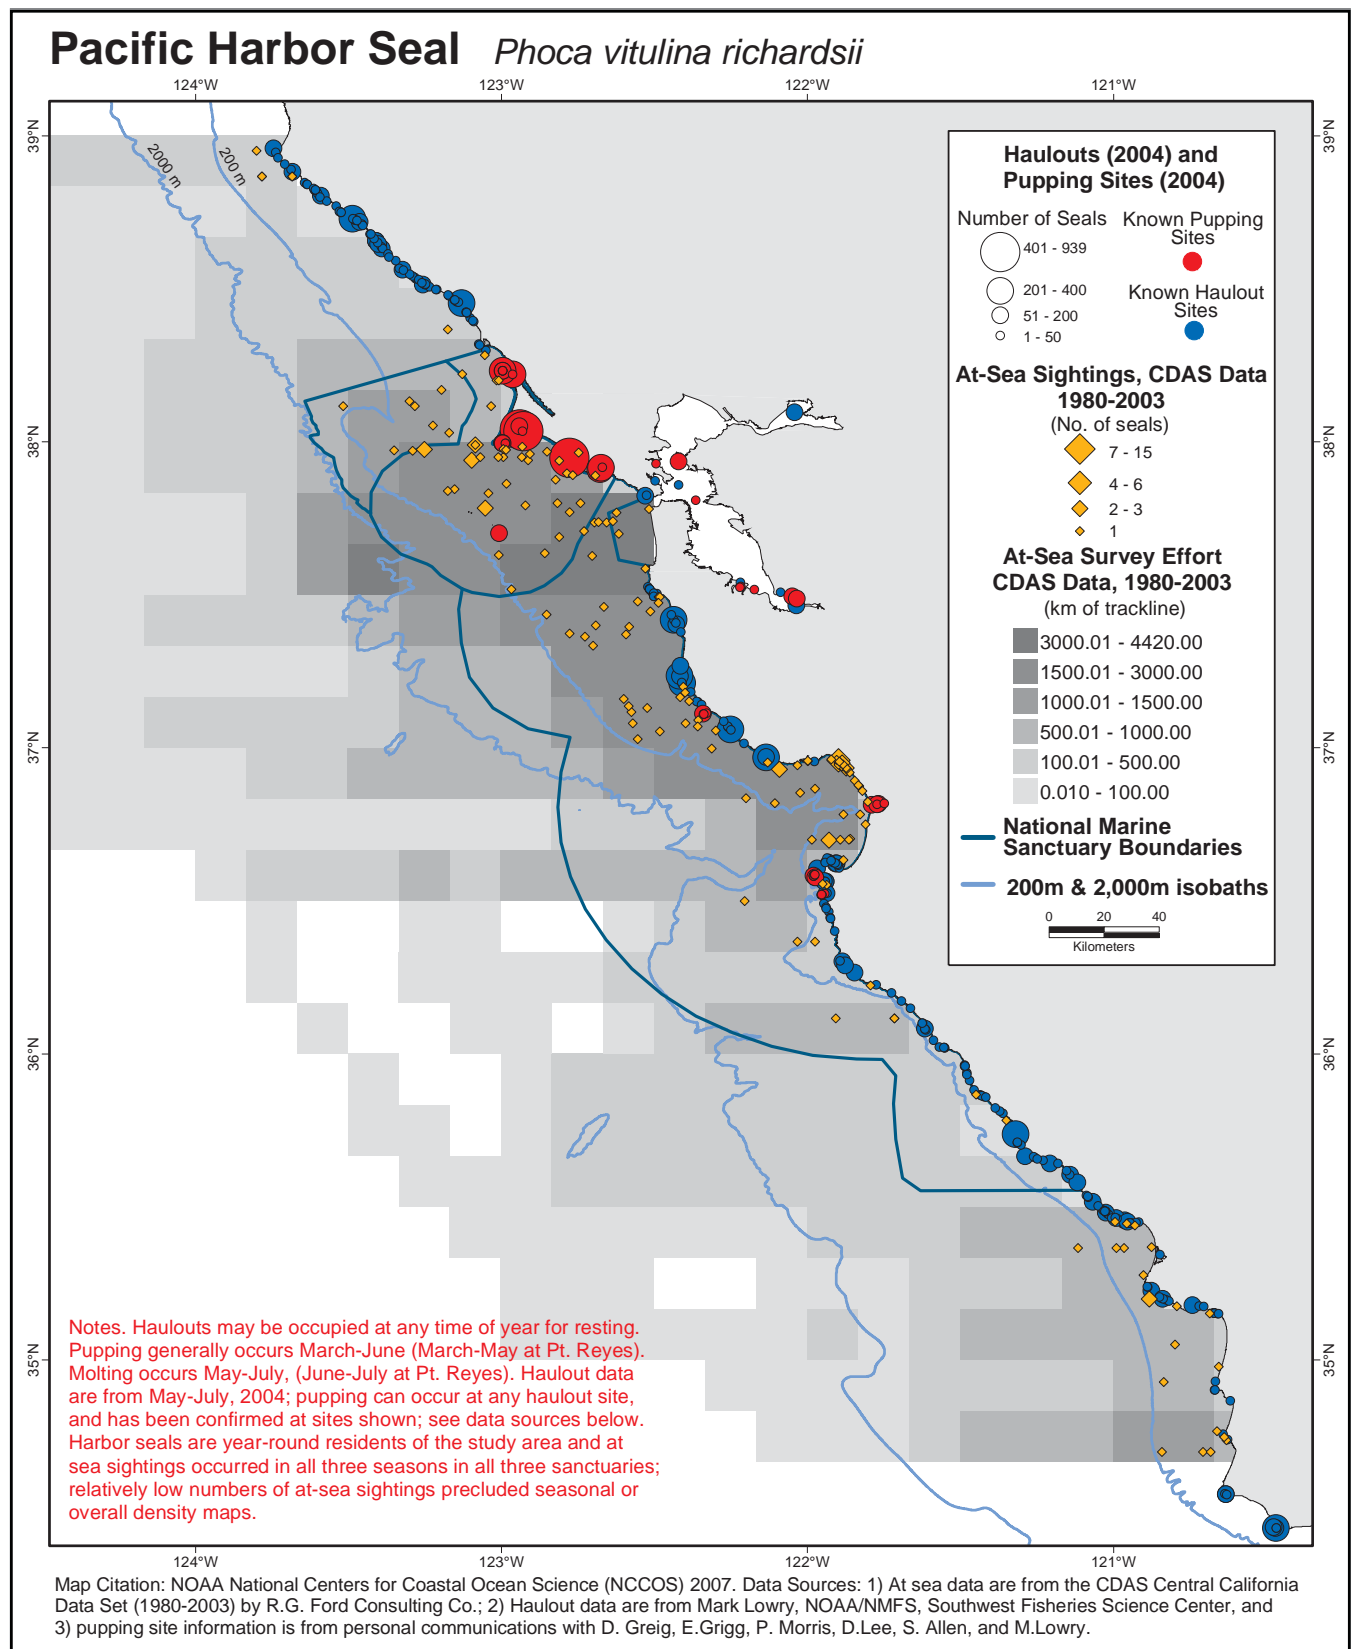 Pacific Harbor Seal Phoca vitulina richardsii
124°W 123°W 122°W 121°W
39°N 39°N
2000 m 200 m
38°N 38°N
37°N 37°N
36°N 36°N
35°N 35°N
Haulouts (2004) and
Pupping Sites (2004)
Number of Seals
401 - 939
201 - 400
51 - 200
1 - 50
Known Pupping
Sites
Known Haulout
Sites
At-Sea Sightings, CDAS Data
1980-2003
(No. of seals)
7 - 15
4 - 6
2 - 3
1
At-Sea Survey Effort
CDAS Data, 1980-2003
(km of trackline)
3000.01 - 4420.00
1500.01 - 3000.00
1000.01 - 1500.00
500.01 - 1000.00
100.01 - 500.00
0.010 - 100.00
National Marine
Sanctuary Boundaries
200m & 2,000m isobaths
0 20 40
Kilometers
Notes. Haulouts may be occupied at any time of year for resting.
Pupping generally occurs March-June (March-May at Pt. Reyes).
Molting occurs May-July, (June-July at Pt. Reyes). Haulout data
are from May-July, 2004; pupping can occur at any haulout site,
and has been confirmed at sites shown; see data sources below.
Harbor seals are year-round residents of the study area and at
sea sightings occurred in all three seasons in all three sanctuaries;
relatively low numbers of at-sea sightings precluded seasonal or
overall density maps.
124°W 123°W 122°W 121°W
Map Citation: NOAA National Centers for Coastal Ocean Science (NCCOS) 2007. Data Sources: 1) At sea data are from the CDAS Central California
Data Set (1980-2003) by R.G. Ford Consulting Co.; 2) Haulout data are from Mark Lowry, NOAA/NMFS, Southwest Fisheries Science Center, and
3) pupping site information is from personal communications with D. Greig, E.Grigg, P. Morris, D.Lee, S. Allen, and M.Lowry.